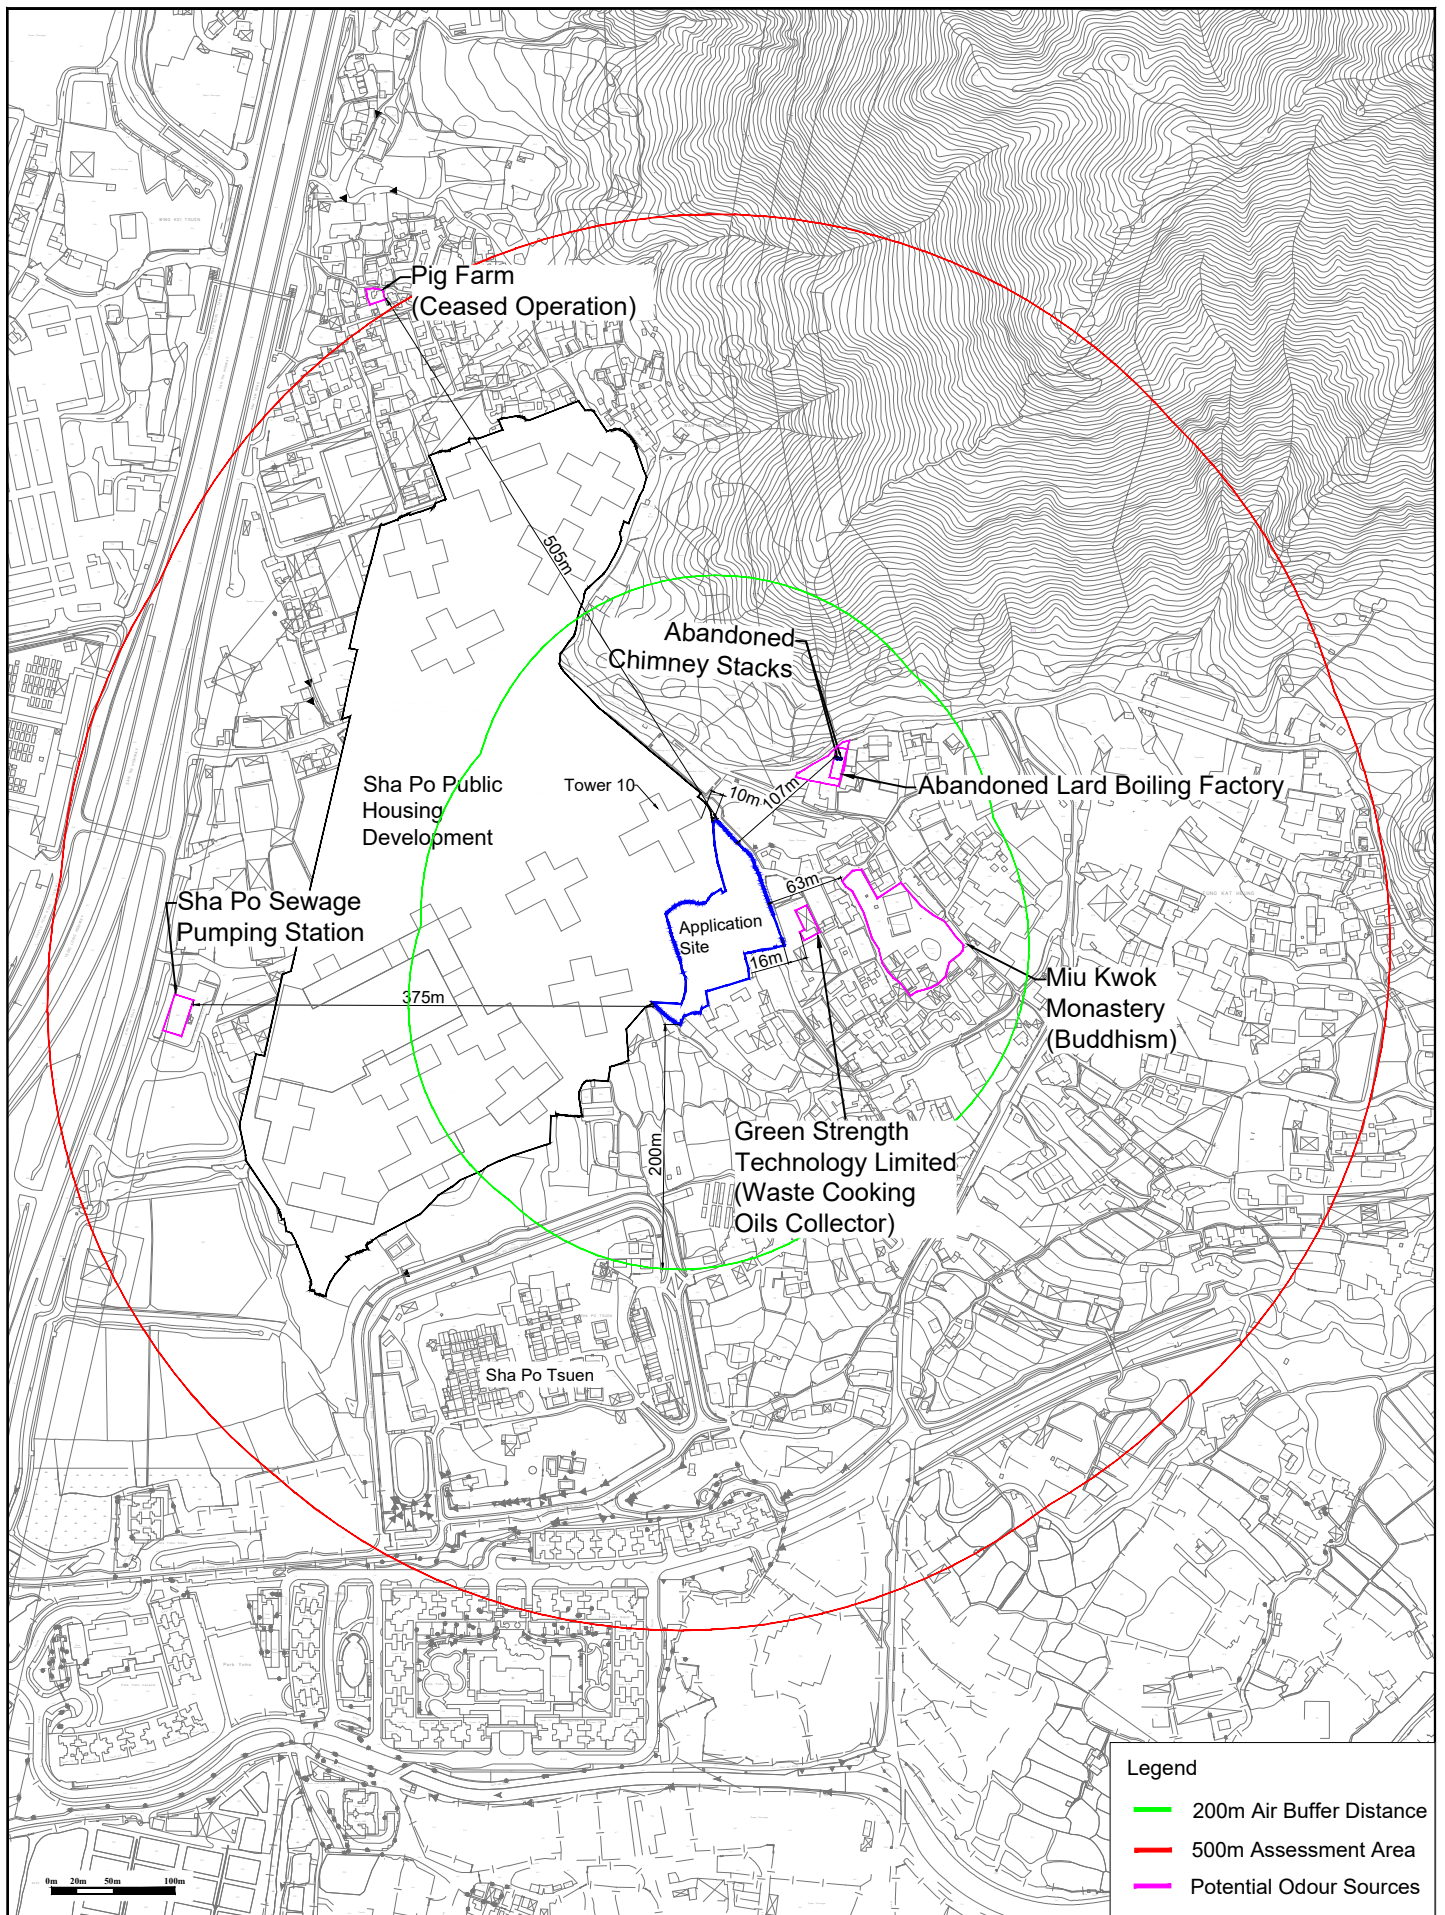 Pig Farm
(Ceased Operation)
505m
Abandoned
Chimney Stacks
Sha Po Public
Housing
Development
Tower 10
10m
107m
Abandoned Lard Boiling Factory
63m
Sha Po Sewage
Pumping Station
Application
Site
16m
375m
Miu Kwok
Monastery
(Buddhism)
200m
Green Strength
Technology Limited
(Waste Cooking
Oils Collector)
Sha Po Tsuen
Legend
200m Air Buffer Distance
500m Assessment Area
Potential Odour Sources
0m 20m 50m 100m